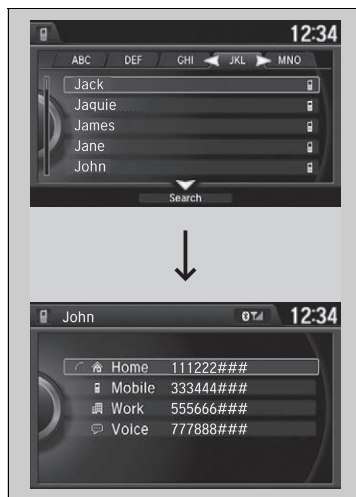 12:34
ABC DEF GHI JKL MNO
Jack
Jaquie
James
Jane
John
Search
John 12:34
Home 111222###
Mobile 333444###
Work 555666###
Voice 777888###